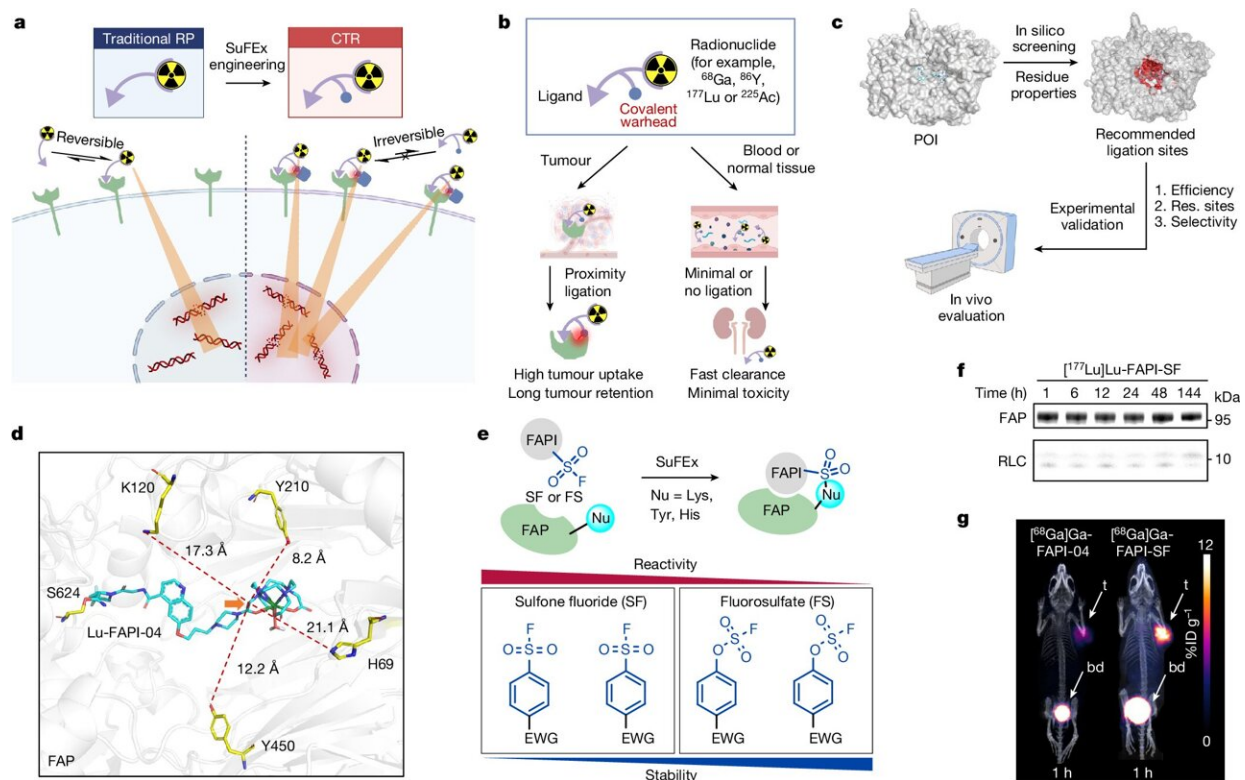 a
Traditional RP
SuFEx
engineering
CTR
Reversible
Irreversible
b
Ligand
Covalent
warhead
Radionuclide
(for example,
⁶⁸Ga, ⁸⁶Y,
¹⁷⁷Lu or ²²⁵Ac)
Tumour
Blood or
normal tissue
Proximity
ligation
Minimal or
no ligation
High tumour uptake
Long tumour retention
Fast clearance
Minimal toxicity
c
In silico
screening
Residue
properties
POI
Recommended
ligation sites
Experimental
validation
1. Efficiency
2. Res. sites
3. Selectivity
In vivo
evaluation
d
K120
Y210
17.3 Å
8.2 Å
S624
Lu-FAPI-04
21.1 Å
H69
12.2 Å
Y450
FAP
e
FAPI
O
S
O
F
SF or FS
FAP
Nu
SuFEx
Nu = Lys,
Tyr, His
FAPI
O
S
O
Nu
FAP
Reactivity
Sulfone fluoride (SF)
Fluorosulfate (FS)
F
O S O
EWG
F
O S O
EWG
O F
S
O O
EWG
O F
S
O O
EWG
Stability
f
[¹⁷⁷Lu]Lu-FAPI-SF
Time (h) 1 6 12 24 48 144 kDa
FAP 95
RLC 10
g
[⁶⁸Ga]Ga-
FAPI-04
[⁶⁸Ga]Ga-
FAPI-SF
12
t
t
%ID g⁻¹
bd
bd
0
1 h
1 h